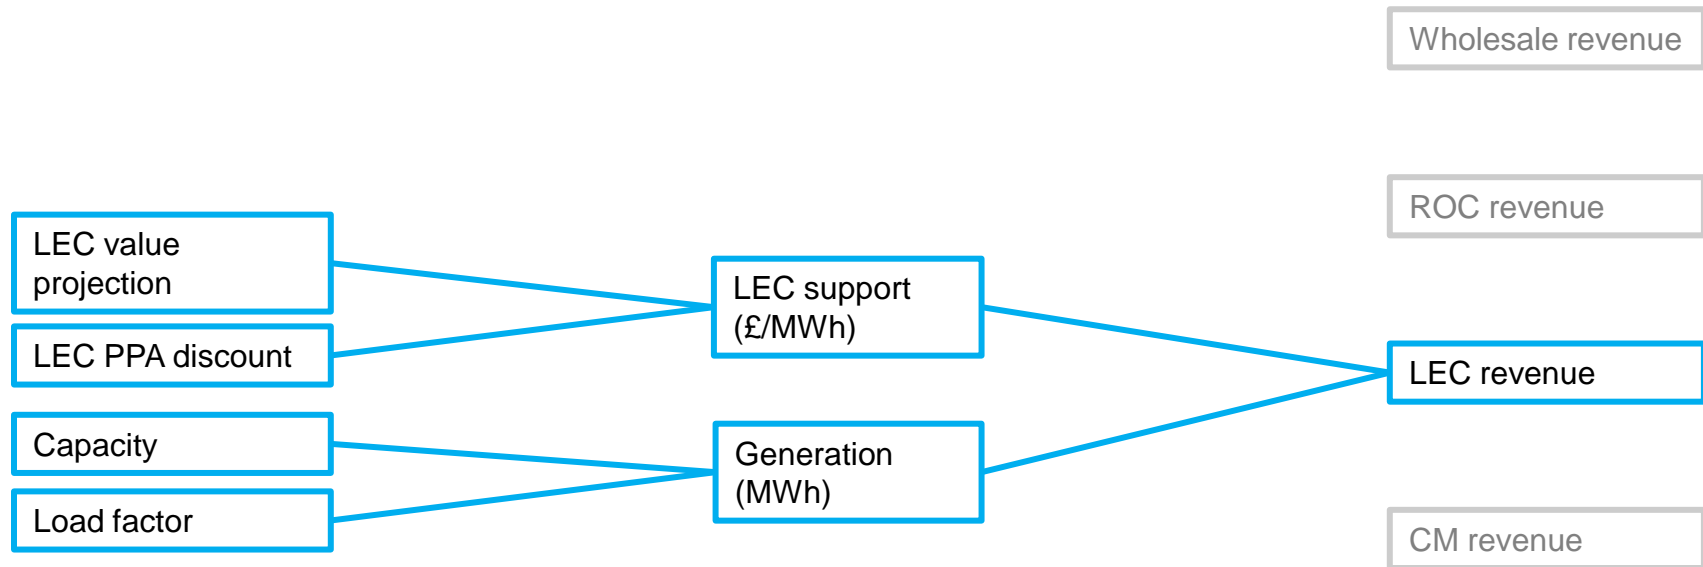 Wholesale revenue
ROC revenue
LEC value
projection
LEC support
(£/MWh)
LEC PPA discount
LEC revenue
Capacity
Generation
(MWh)
Load factor
CM revenue